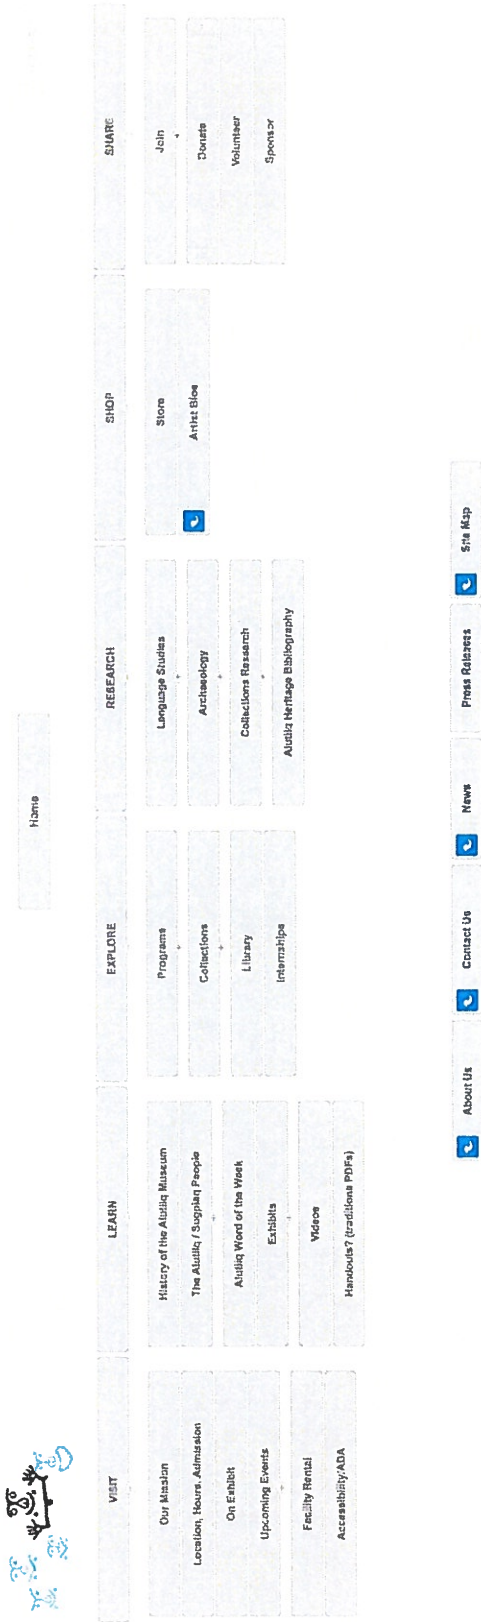 Home
VISIT
Our Mission
Location, Hours, Admission
On Exhibit
Upcoming Events
Facility Rental
Accessibility/ADA
LEARN
History of the Alutiiq Museum
The Alutiiq / Sugpiaq People
Alutiiq Word of the Week
Exhibits
Videos
Handouts? (traditions PDFs)
EXPLORE
Programs
Collections
Library
Internships
RESEARCH
Language Studies
Archaeology
Collections Research
Alutiiq Heritage Bibliography
SHOP
Store
Artist Bios
SHARE
Join
Donate
Volunteer
Sponsor
About Us
Contact Us
News
Press Releases
Site Map